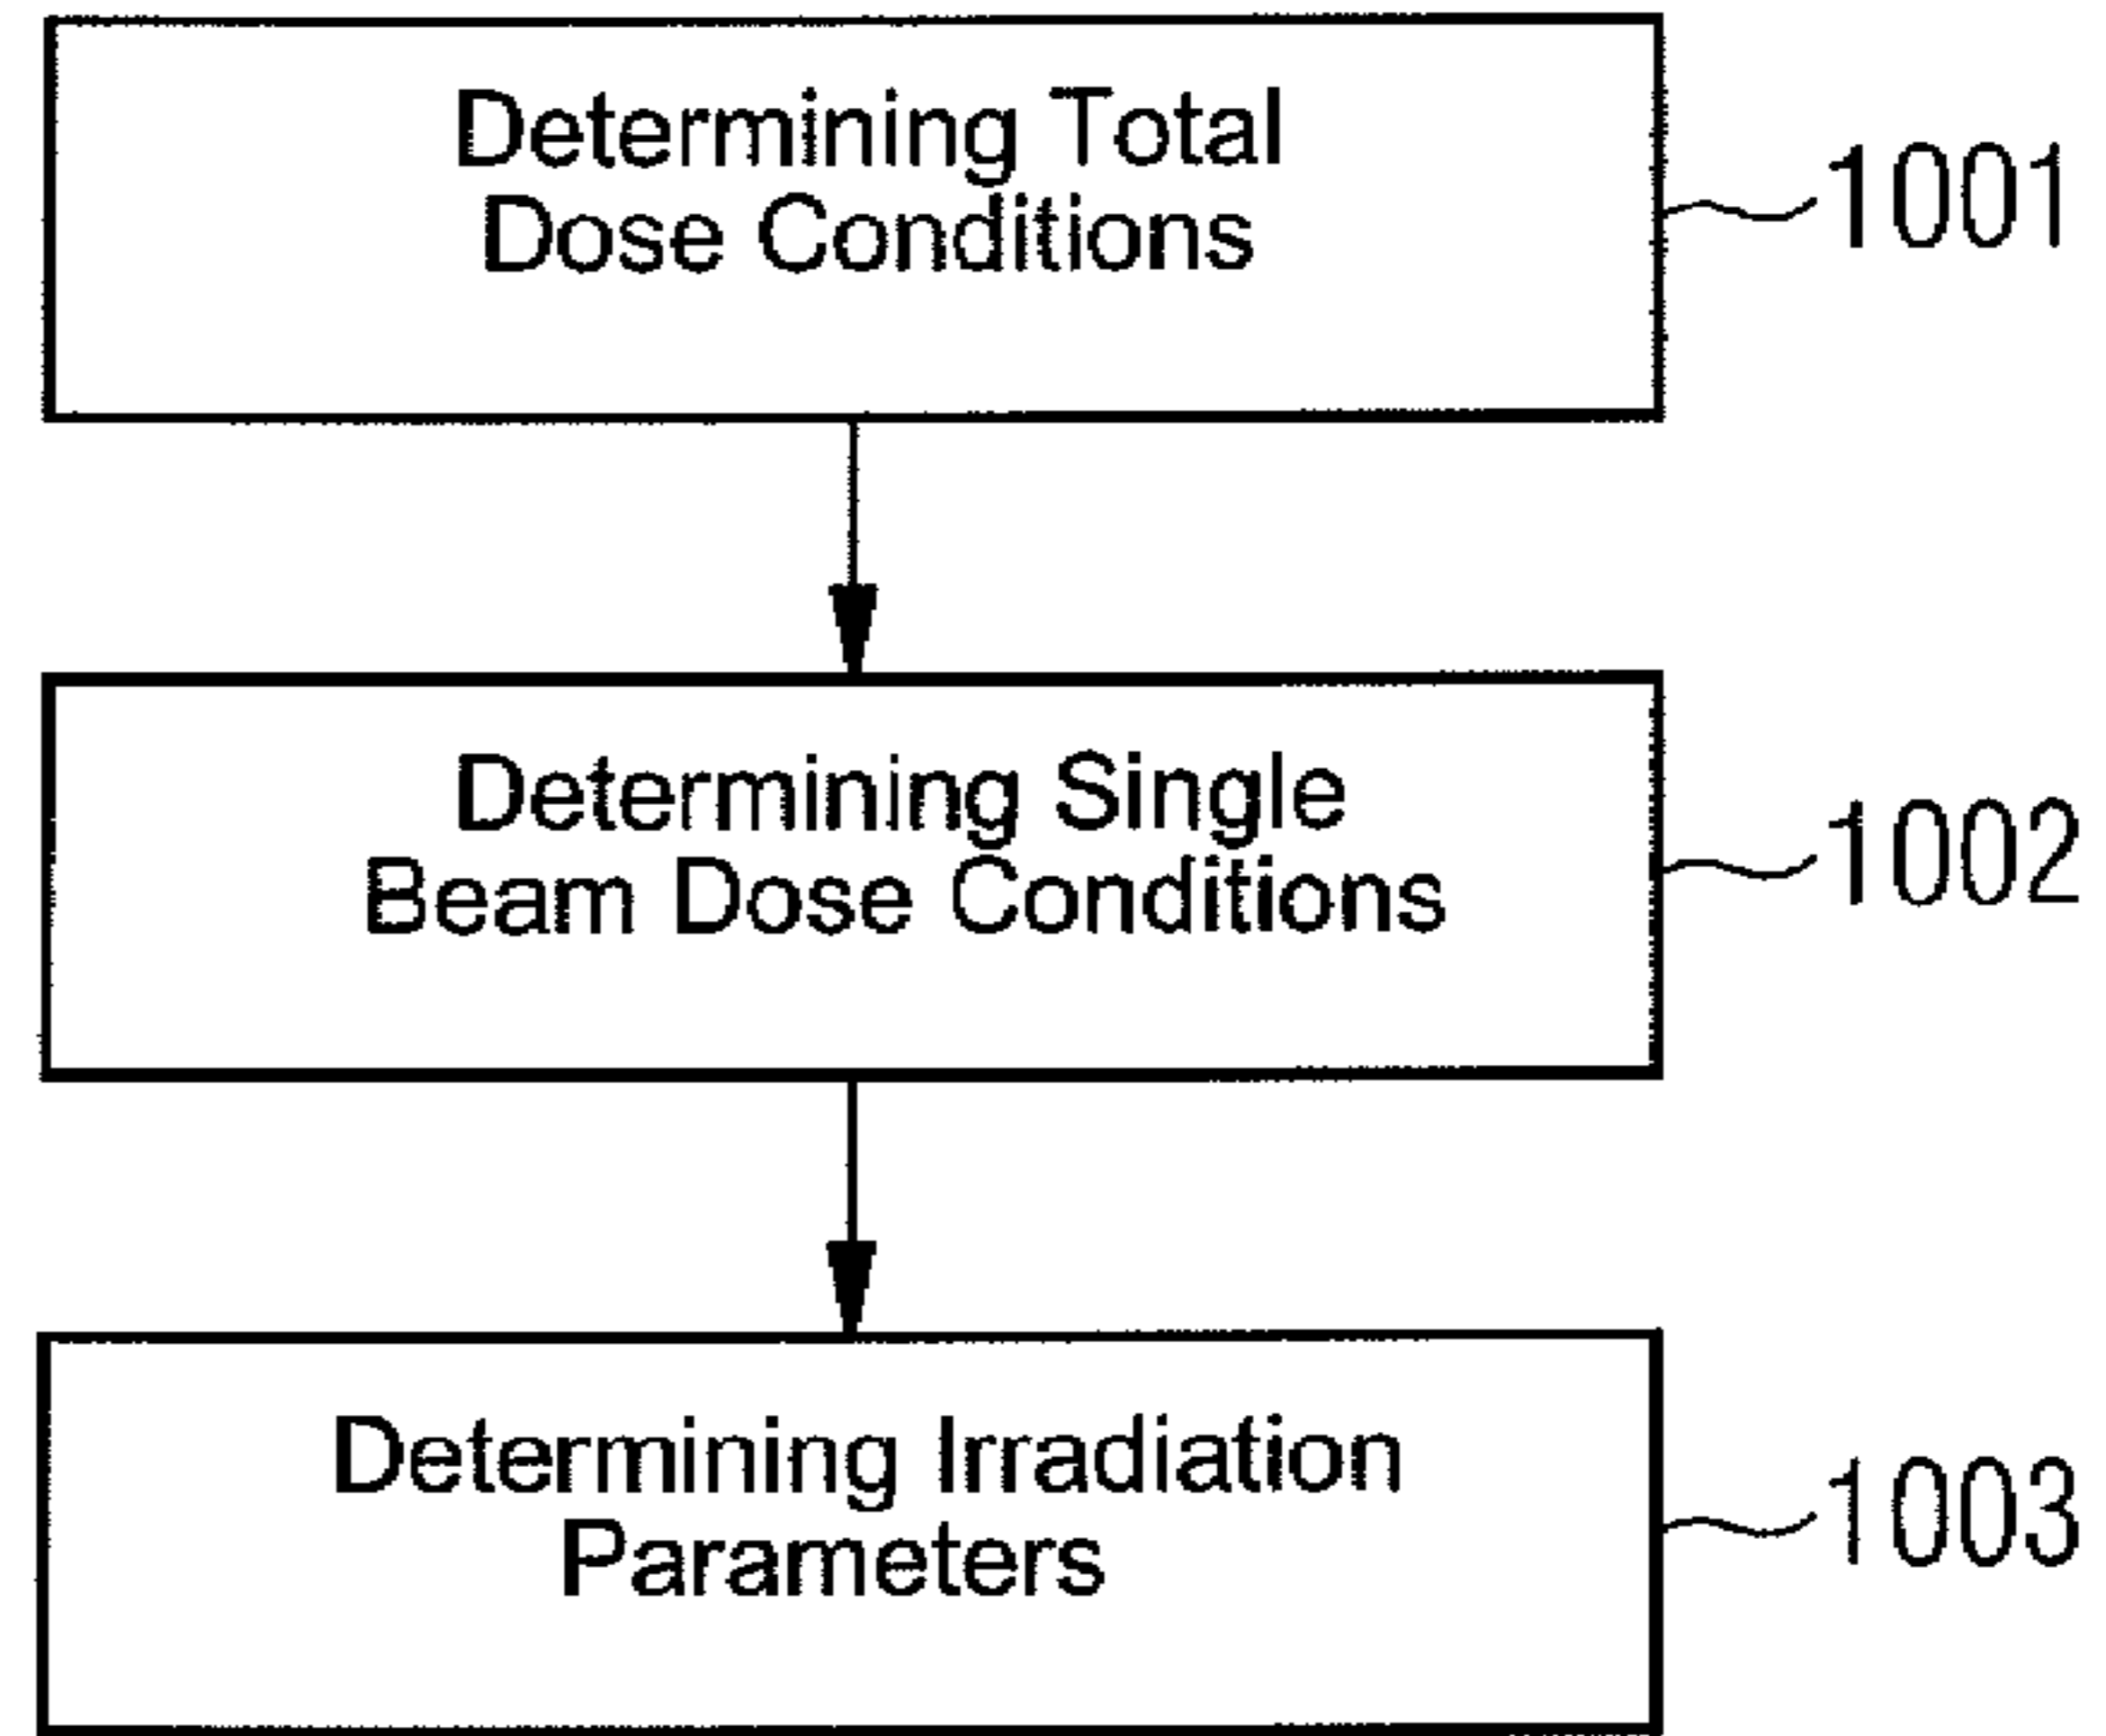 Determining Total
Dose Conditions
1001
Determining Single
Beam Dose Conditions
1002
Determining Irradiation
Parameters
1003